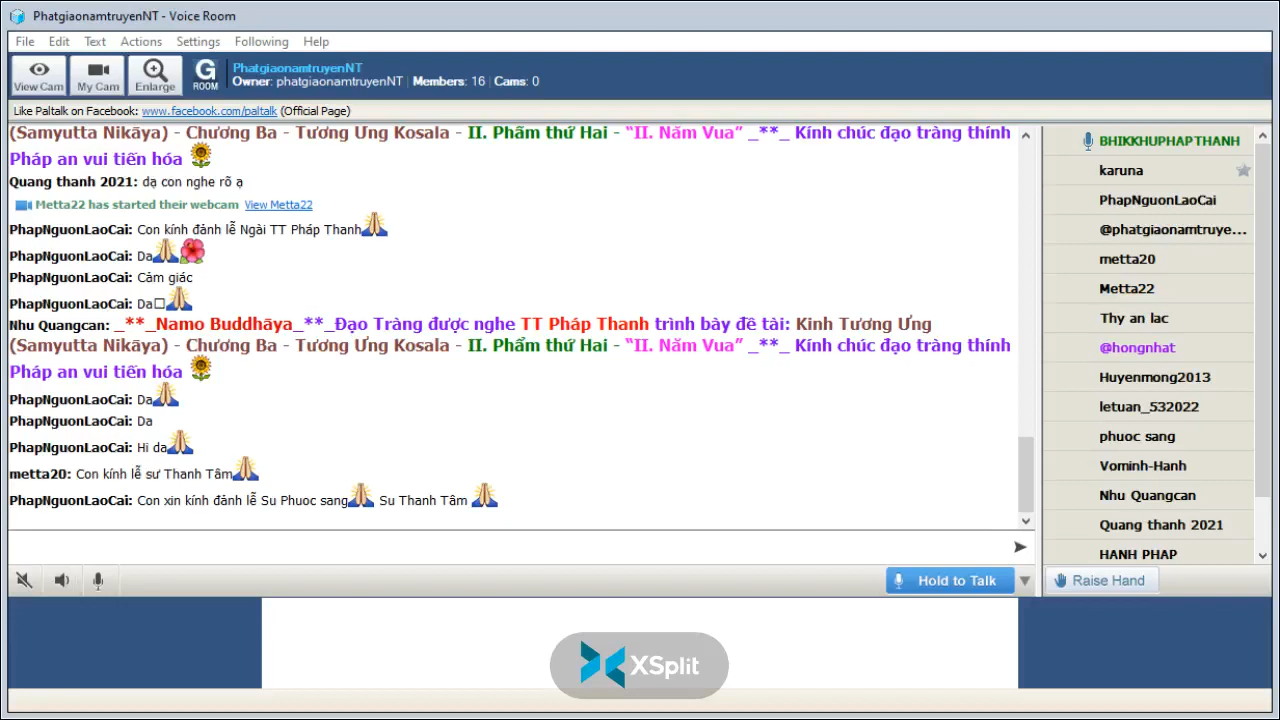 PhatgiaonamtruyenNT - Voice Room
File Edit Text Actions Settings Following Help
View Cam My Cam Enlarge G ROOM
PhatgiaonamtruyenNT
Owner: phatgiaonamtruyenNT | Members: 16 | Cams: 0
Like Paltalk on Facebook: www.facebook.com/paltalk (Official Page)
(Samyutta Nikāya) - Chương Ba - Tương Ưng Kosala - II. Phẩm thứ Hai - “II. Năm Vua” _**_ Kính chúc đạo tràng thính
Pháp an vui tiến hóa
Quang thanh 2021: dạ con nghe rõ ạ
Metta22 has started their webcam View Metta22
PhapNguonLaoCai: Con kính đảnh lễ Ngài TT Pháp Thanh
PhapNguonLaoCai: Da
PhapNguonLaoCai: Cảm giác
PhapNguonLaoCai: Da□
Nhu Quangcan: _**_Namo Buddhāya_**_Đạo Tràng được nghe TT Pháp Thanh trình bày đề tài: Kinh Tương Ưng
(Samyutta Nikāya) - Chương Ba - Tương Ưng Kosala - II. Phẩm thứ Hai - “II. Năm Vua” _**_ Kính chúc đạo tràng thính
Pháp an vui tiến hóa
PhapNguonLaoCai: Da
PhapNguonLaoCai: Da
PhapNguonLaoCai: Hi da
metta20: Con kính lễ sư Thanh Tâm
PhapNguonLaoCai: Con xin kính đảnh lễ Su Phuoc sang Su Thanh Tâm
BHIKKHUPHAPTHANH
karuna
PhapNguonLaoCai
@phatgiaonamtruye...
metta20
Metta22
Thy an lac
@hongnhat
Huyenmong2013
letuan_532022
phuoc sang
Vominh-Hanh
Nhu Quangcan
Quang thanh 2021
HANH PHAP
Hold to Talk
Raise Hand
XSplit